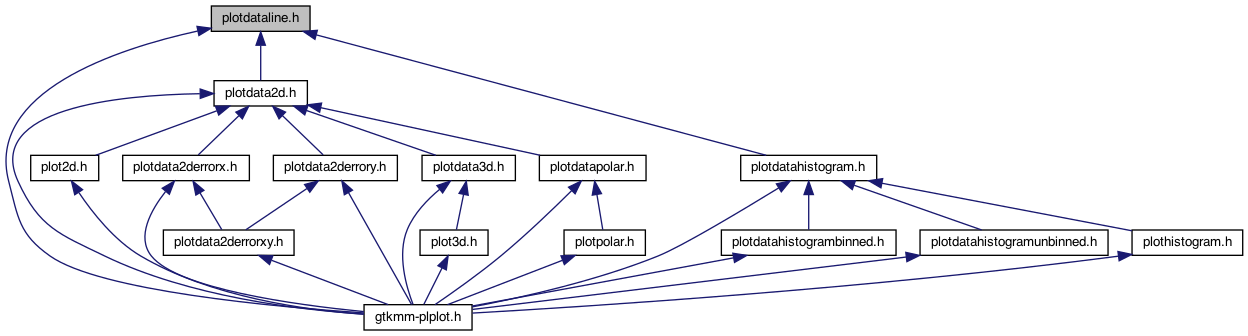 plotdataline.h
plotdata2d.h
plot2d.h
plotdata2derrorx.h
plotdata2derrory.h
plotdata3d.h
plotdatapolar.h
plotdatahistogram.h
plotdata2derrorxy.h
plot3d.h
plotpolar.h
plotdatahistogrambinned.h
plotdatahistogramunbinned.h
plothistogram.h
gtkmm-plplot.h